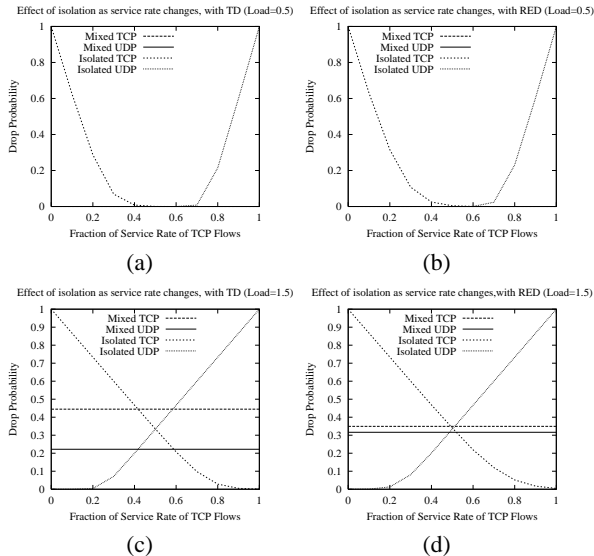 Effect of isolation as service rate changes, with TD (Load=0.5)
Mixed TCP
Mixed UDP
Isolated TCP
Isolated UDP
Drop Probability
1
0.8
0.6
0.4
0.2
0
0 0.2 0.4 0.6 0.8 1
Fraction of Service Rate of TCP Flows
(a)
Effect of isolation as service rate changes, with RED (Load=0.5)
Mixed TCP
Mixed UDP
Isolated TCP
Isolated UDP
Drop Probability
1
0.8
0.6
0.4
0.2
0
0 0.2 0.4 0.6 0.8 1
Fraction of Service Rate of TCP Flows
(b)
Effect of isolation as service rate changes, with TD (Load=1.5)
Mixed TCP
Mixed UDP
Isolated TCP
Isolated UDP
Drop Probability
1
0.9
0.8
0.7
0.6
0.5
0.4
0.3
0.2
0.1
0
0 0.2 0.4 0.6 0.8 1
Fraction of Service Rate of TCP Flows
(c)
Effect of isolation as service rate changes,with RED (Load=1.5)
Mixed TCP
Mixed UDP
Isolated TCP
Isolated UDP
Drop Probability
1
0.9
0.8
0.7
0.6
0.5
0.4
0.3
0.2
0.1
0
0 0.2 0.4 0.6 0.8 1
Fraction of Service Rate of TCP Flows
(d)